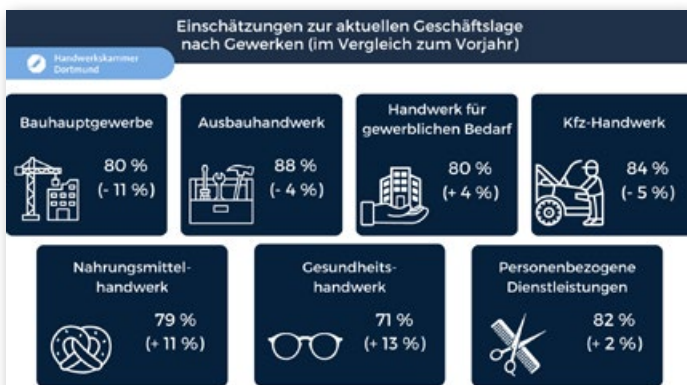 Einschätzungen zur aktuellen Geschäftslage
nach Gewerken (im Vergleich zum Vorjahr)
Handwerkskammer
Dortmund
Bauhauptgewerbe
80 %
(- 11 %)
Ausbauhandwerk
88 %
(- 4 %)
Handwerk für
gewerblichen Bedarf
80 %
(+ 4 %)
Kfz-Handwerk
84 %
(- 5 %)
Nahrungsmittel-
handwerk
79 %
(+ 11 %)
Gesundheits-
handwerk
71 %
(+ 13 %)
Personenbezogene
Dienstleistungen
82 %
(+ 2 %)